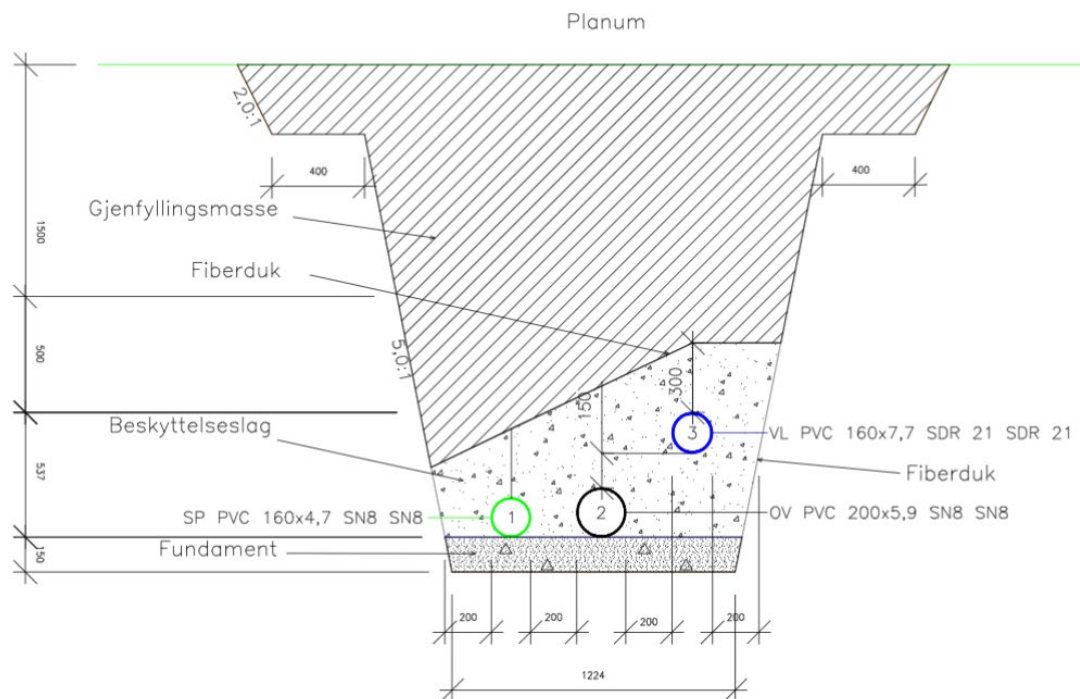 Planum
2,0:1
400
400
1500
Gjenfyllingsmasse
Fiberduk
5,0:1
500
300
150
Beskyttelseslag
3
VL PVC 160x7,7 SDR 21 SDR 21
Fiberduk
537
SP PVC 160x4,7 SN8 SN8
1
2
OV PVC 200x5,9 SN8 SN8
Fundament
150
200
200
200
200
1224